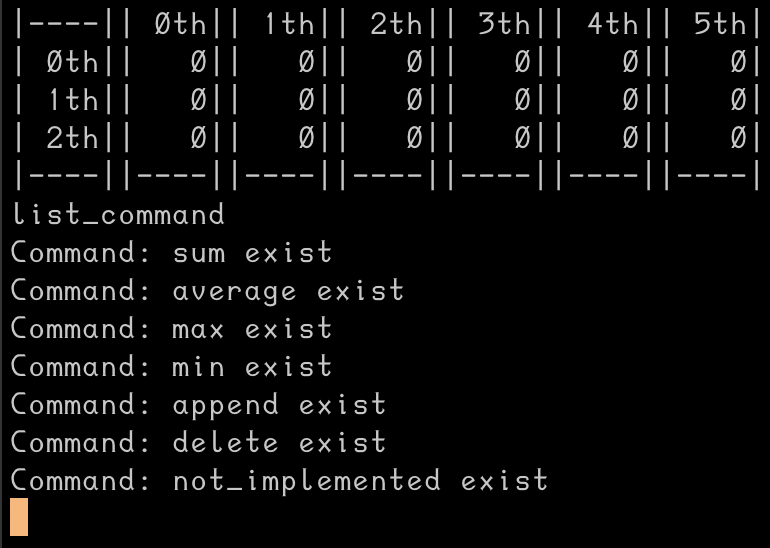 |----|| 0th|| 1th|| 2th|| 3th|| 4th|| 5th|
| 0th||   0||   0||   0||   0||   0||   0|
| 1th||   0||   0||   0||   0||   0||   0|
| 2th||   0||   0||   0||   0||   0||   0|
|----||----||----||----||----||----||----|
list_command
Command: sum exist
Command: average exist
Command: max exist
Command: min exist
Command: append exist
Command: delete exist
Command: not_implemented exist